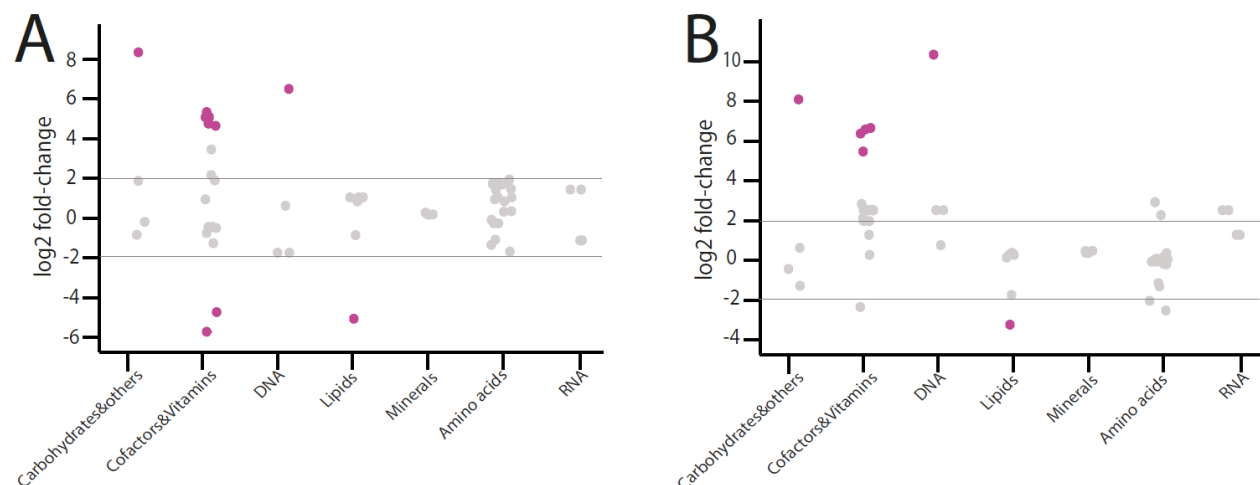 A
log2 fold-change
8
6
4
2
0
-2
-4
-6
Carbohydrates&others
Cofactors&Vitamins
DNA
Lipids
Minerals
Amino acids
RNA
B
log2 fold-change
10
8
6
4
2
0
-2
-4
Carbohydrates&others
Cofactors&Vitamins
DNA
Lipids
Minerals
Amino acids
RNA